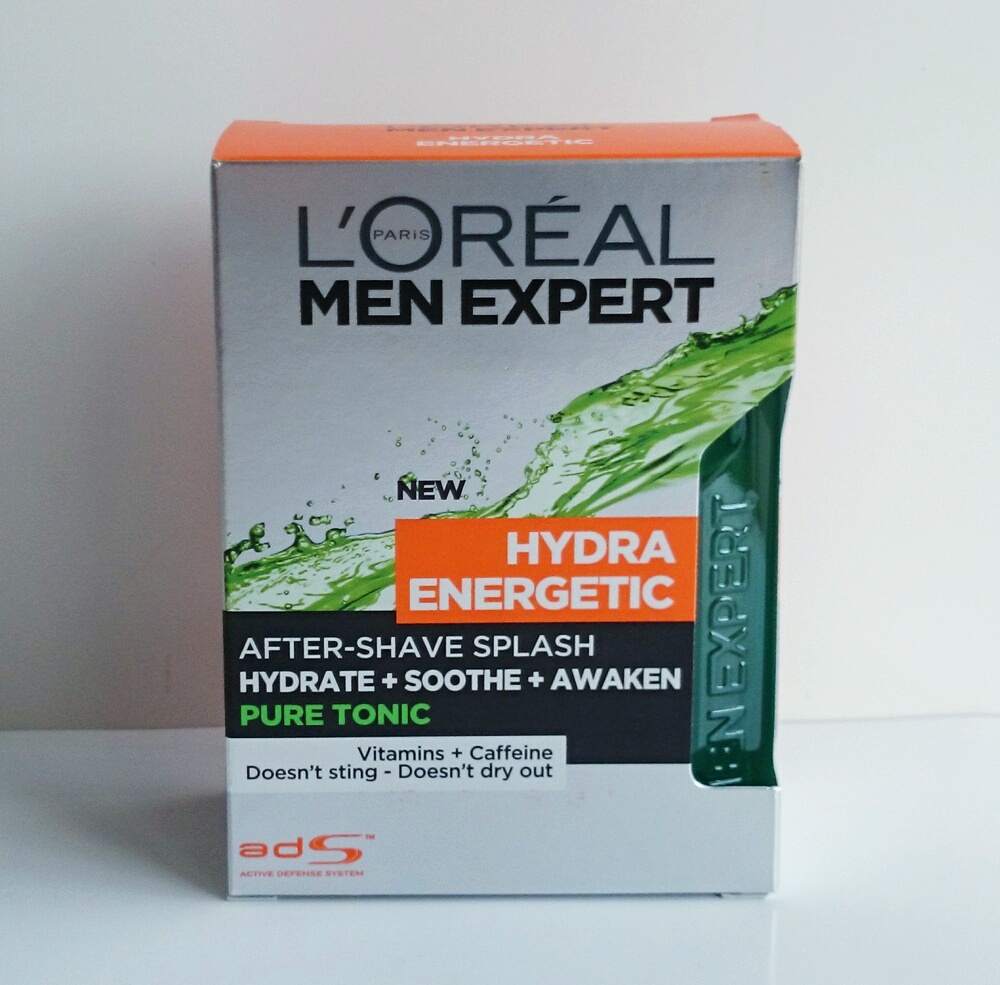 MEN EXPERT
HYDRA
ENERGETIC
L'ORÉAL
PARiS
MEN EXPERT
NEW
HYDRA
ENERGETIC
AFTER-SHAVE SPLASH
HYDRATE + SOOTHE + AWAKEN
PURE TONIC
Vitamins + Caffeine
Doesn't sting - Doesn't dry out
adS™
ACTIVE DEFENSE SYSTEM
MEN EXPERT